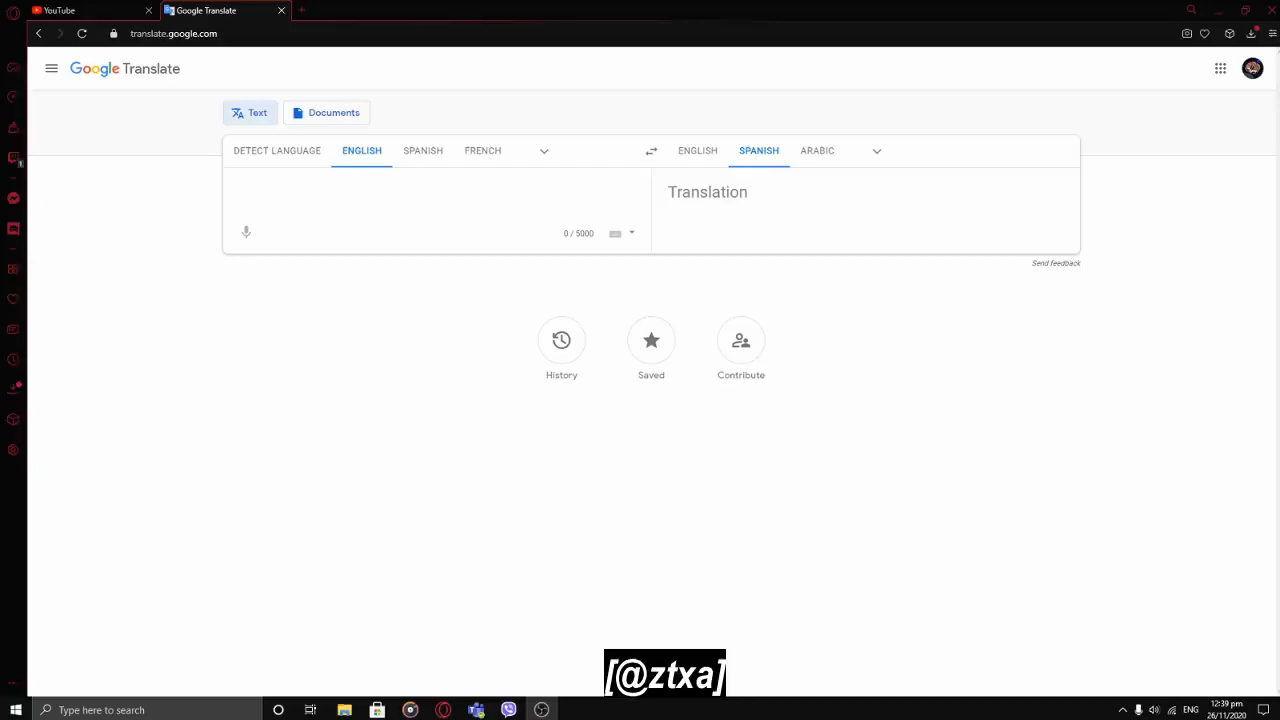 YouTube
Google Translate
translate.google.com
Google Translate
Text
Documents
DETECT LANGUAGE
ENGLISH
SPANISH
FRENCH
ENGLISH
SPANISH
ARABIC
Translation
0 / 5000
Send feedback
History
Saved
Contribute
[@ztxa]
Type here to search
ENG
12:39 pm
26/11/2020
1